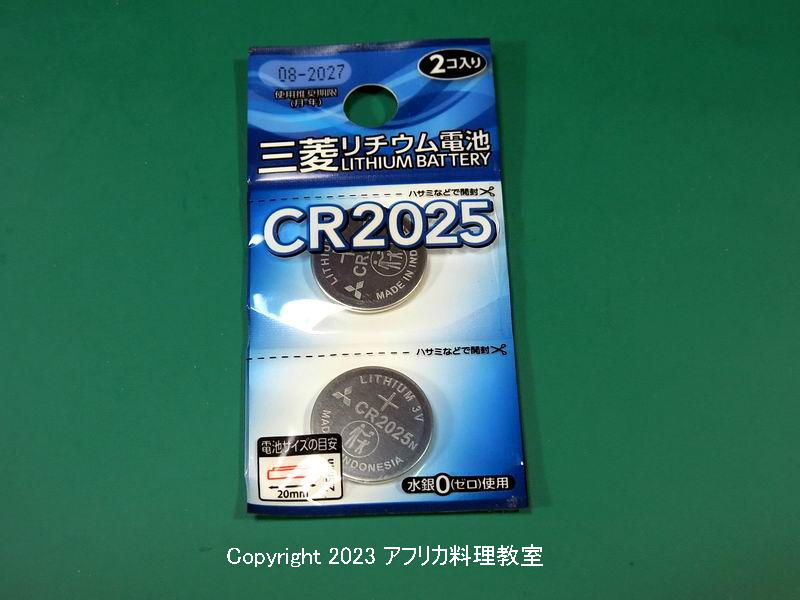 08-2027
使用推奨期限
(月-年)
2コ入り
三菱リチウム電池
LITHIUM BATTERY
ハサミなどで開封
CR2025
LITHIUM
CR
MADE IN INDO
ハサミなどで開封
LITHIUM 3V
+
CR2025N
MAD
INDONESIA
電池サイズの目安
20mm
水銀0(ゼロ)使用
Copyright 2023 アフリカ料理教室